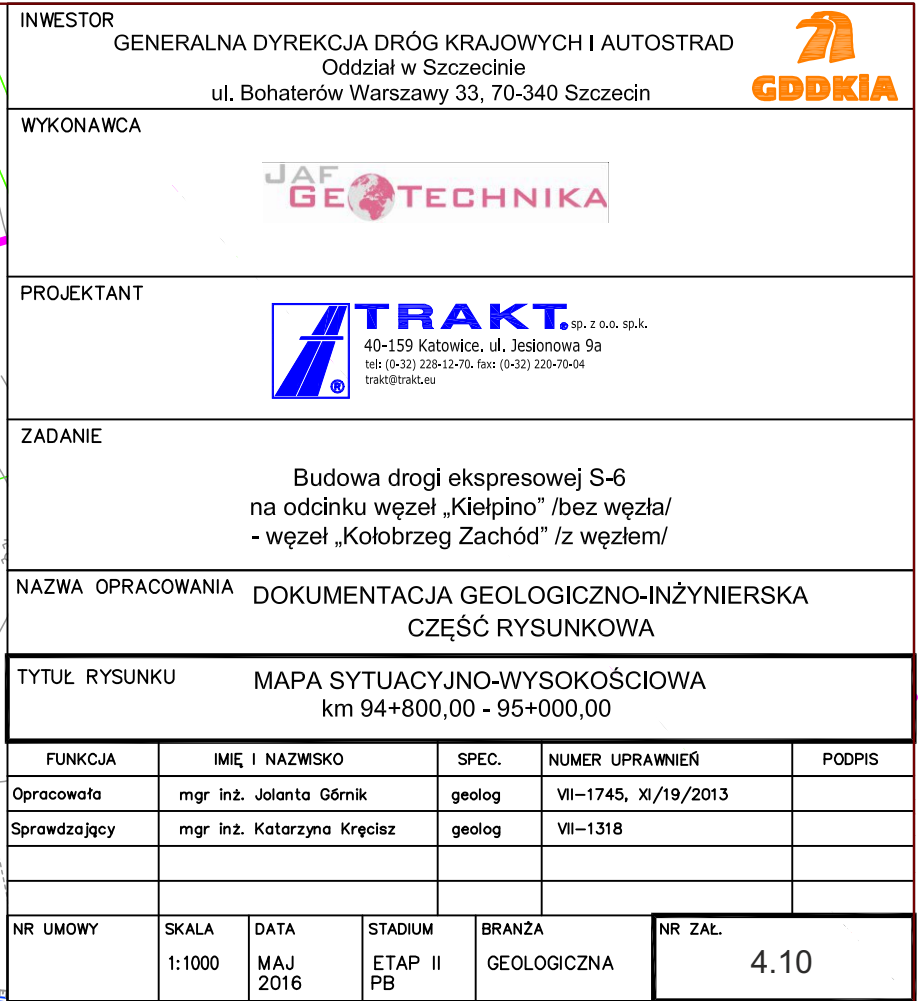 INWESTOR
GENERALNA DYREKCJA DRÓG KRAJOWYCH I AUTOSTRAD
Oddział w Szczecinie
ul. Bohaterów Warszawy 33, 70-340 Szczecin
GDDKiA
WYKONAWCA
JAF
GEOTECHNIKA
PROJEKTANT
TRAKT® sp. z o.o. sp.k.
40-159 Katowice, ul. Jesionowa 9a
tel: (0-32) 228-12-70. fax: (0-32) 220-70-04
trakt@trakt.eu
®
ZADANIE
Budowa drogi ekspresowej S-6
na odcinku węzeł „Kiełpino” /bez węzła/
- węzeł „Kołobrzeg Zachód” /z węzłem/
NAZWA OPRACOWANIA
DOKUMENTACJA GEOLOGICZNO-INŻYNIERSKA
CZĘŚĆ RYSUNKOWA
TYTUŁ RYSUNKU
MAPA SYTUACYJNO-WYSOKOŚCIOWA
km 94+800,00 - 95+000,00
FUNKCJA IMIĘ I NAZWISKO SPEC. NUMER UPRAWNIEŃ PODPIS
Opracowała mgr inż. Jolanta Górnik geolog VII-1745, XI/19/2013
Sprawdzający mgr inż. Katarzyna Kręcisz geolog VII-1318
NR UMOWY SKALA DATA STADIUM BRANŻA NR ZAŁ.
1:1000 MAJ ETAP II GEOLOGICZNA 4.10
2016 PB